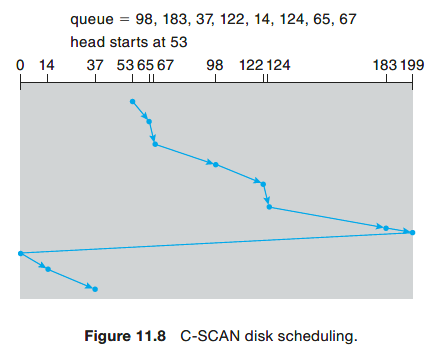 queue = 98, 183, 37, 122, 14, 124, 65, 67
head starts at 53
0 14 37 53 65 67 98 122 124 183 199
Figure 11.8 C-SCAN disk scheduling.